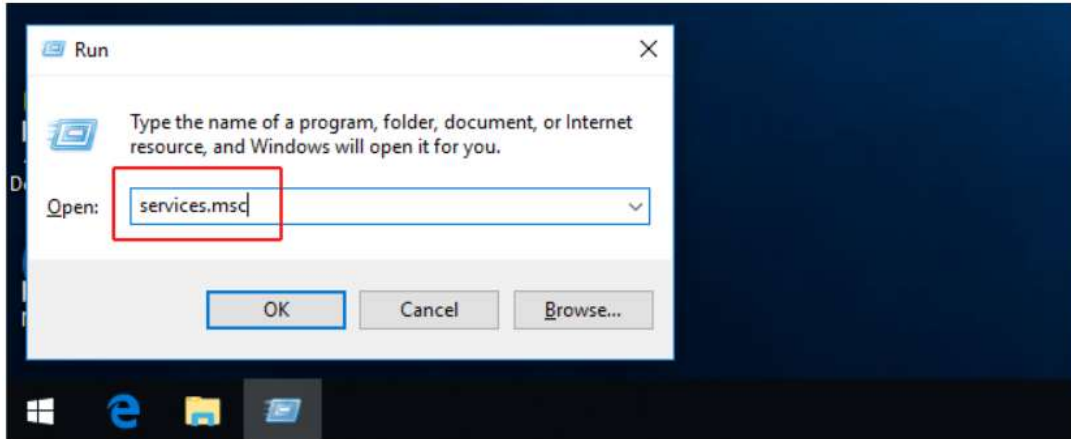 Run
Type the name of a program, folder, document, or Internet
resource, and Windows will open it for you.
Open:
services.msc
OK
Cancel
Browse...